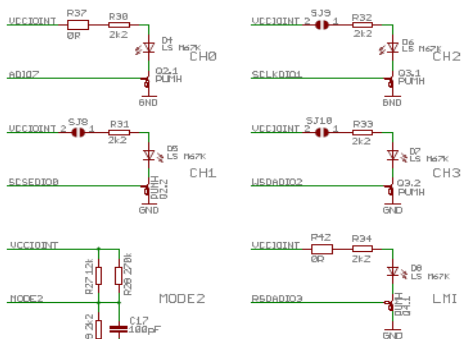 VCCIOINT R37 0R R30 2k2
D4
LS M67K
CH0
ADIO7
Q2.1
PUMH
GND
VCCIOINT 2 SJ9 1 R32 2k2
D6
LS M67K
CH2
SCLKDIO1
Q3.1
PUMH
GND
VCCIOINT 2 SJ8 1 R31 2k2
D5
LS M67K
CH1
PUMH
Q2.2
GND
VCCIOINT 2 SJ10 1 R33 2k2
D7
LS M67K
CH3
WSDADIO2
Q3.2
PUMH
GND
VCCIOINT
R27 12k
270k
MODE2
MODE2
2k2
C17
100pF
VCCIOINT R42 0R R34 2k2
D8
LS M67K
LMI
RSDADIO3
PUMH
GND